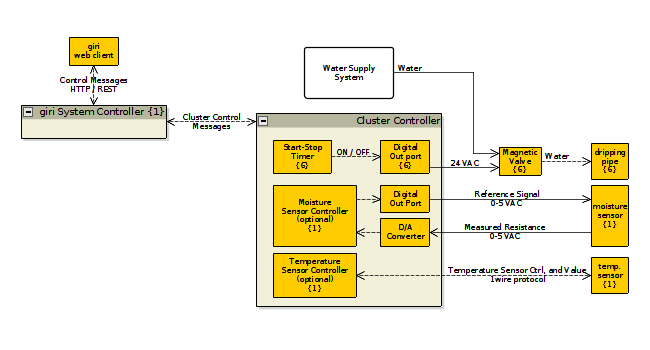 giri
web client
Control Messages
HTTP / REST
giri System Controller {1}
Cluster Control
Messages
Water Supply
System
Water
Cluster Controller
Start-Stop
Timer
{6}
ON / OFF
Digital
Out port
{6}
24 VAC
Magnetic
Valve
{6}
Water
dripping
pipe
{6}
Moisture
Sensor Controller
(optional)
{1}
Digital
Out Port
Reference Signal
0-5 VAC
moisture
sensor
{1}
D/A
Converter
Measured Resistance
0-5 VAC
Temperature
Sensor Controller
(optional)
{1}
Temperature Sensor Ctrl, and Value
1wire protocol
temp.
sensor
{1}